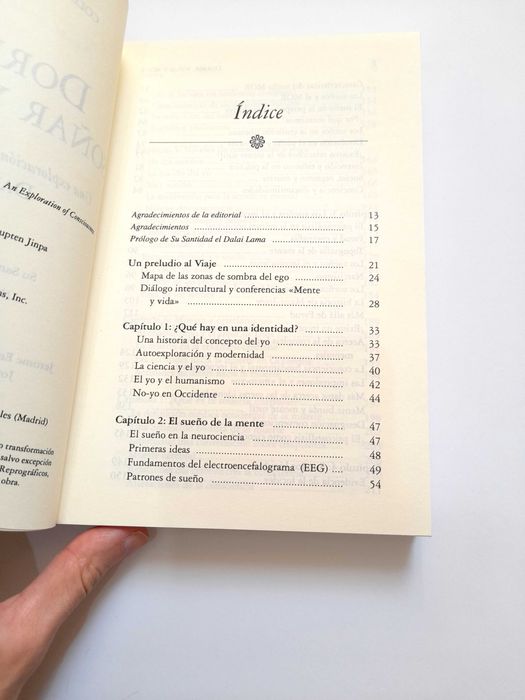 An Exploration of Consciousness
upten Jinpa
as, Inc.
les (Madrid)
transformación
salvo excepción
Reprográficos,
obra.
Índice
Agradecimientos de la editorial ........ 13
Agradecimientos ........ 15
Prólogo de Su Santidad el Dalai Lama ........ 17
Un preludio al Viaje ........ 21
Mapa de las zonas de sombra del ego ........ 24
Diálogo intercultural y conferencias «Mente
y vida» ........ 28
Capítulo 1: ¿Qué hay en una identidad? ........ 33
Una historia del concepto del yo ........ 33
Autoexploración y modernidad ........ 37
La ciencia y el yo ........ 40
El yo y el humanismo ........ 42
No-yo en Occidente ........ 44
Capítulo 2: El sueño de la mente ........ 47
El sueño en la neurociencia ........ 47
Primeras ideas ........ 48
Fundamentos del electroencefalograma (EEG) .... 49
Patrones de sueño ........ 54